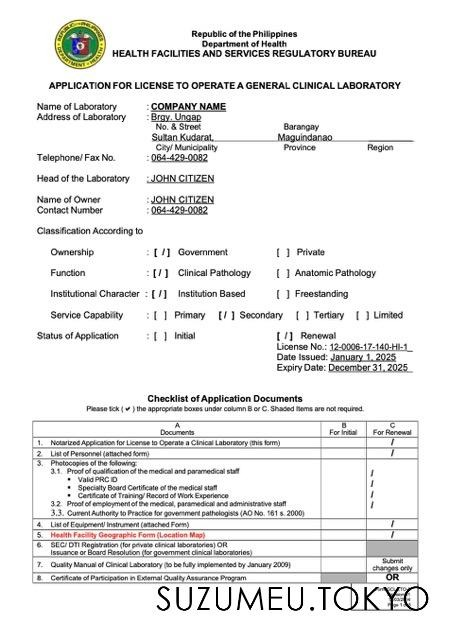 Republic of the Philippines
Department of Health
HEALTH FACILITIES AND SERVICES REGULATORY BUREAU
APPLICATION FOR LICENSE TO OPERATE A GENERAL CLINICAL LABORATORY
Name of Laboratory : COMPANY NAME
Address of Laboratory : Brgy. Ungap
No. & Street Barangay
Sultan Kudarat, Maguindanao
City/ Municipality Province Region
Telephone/ Fax No. : 064-429-0082
Head of the Laboratory : JOHN CITIZEN
Name of Owner : JOHN CITIZEN
Contact Number : 064-429-0082
Classification According to
Ownership : [ / ] Government [ ] Private
Function : [ / ] Clinical Pathology [ ] Anatomic Pathology
Institutional Character : [ / ] Institution Based [ ] Freestanding
Service Capability : [ ] Primary [ / ] Secondary [ ] Tertiary [ ] Limited
Status of Application : [ ] Initial [ / ] Renewal
License No.: 12-0006-17-140-HI-1
Date Issued: January 1, 2025
Expiry Date: December 31, 2025
Checklist of Application Documents
Please tick ( ✔ ) the appropriate boxes under column B or C. Shaded Items are not required.
A B C
Documents For Initial For Renewal
1. Notarized Application for License to Operate a Clinical Laboratory (this form) /
2. List of Personnel (attached form) /
3. Photocopies of the following:
3.1. Proof of qualification of the medical and paramedical staff /
• Valid PRC ID
• Specialty Board Certificate of the medical staff /
• Certificate of Training/ Record of Work Experience /
3.2. Proof of employment of the medical, paramedical and administrative staff
3.3. Current Authority to Practice for government pathologists (AO No. 161 s. 2000) /
4. List of Equipment/ Instrument (attached Form) /
5. Health Facility Geographic Form (Location Map) /
6. SEC/ DTI Registration (for private clinical laboratories) OR
Issuance or Board Resolution (for government clinical laboratories)
7. Quality Manual of Clinical Laboratory (to be fully implemented by January 2009) Submit changes only
8. Certificate of Participation in External Quality Assurance Program OR
SUZUMEU.TOKYO